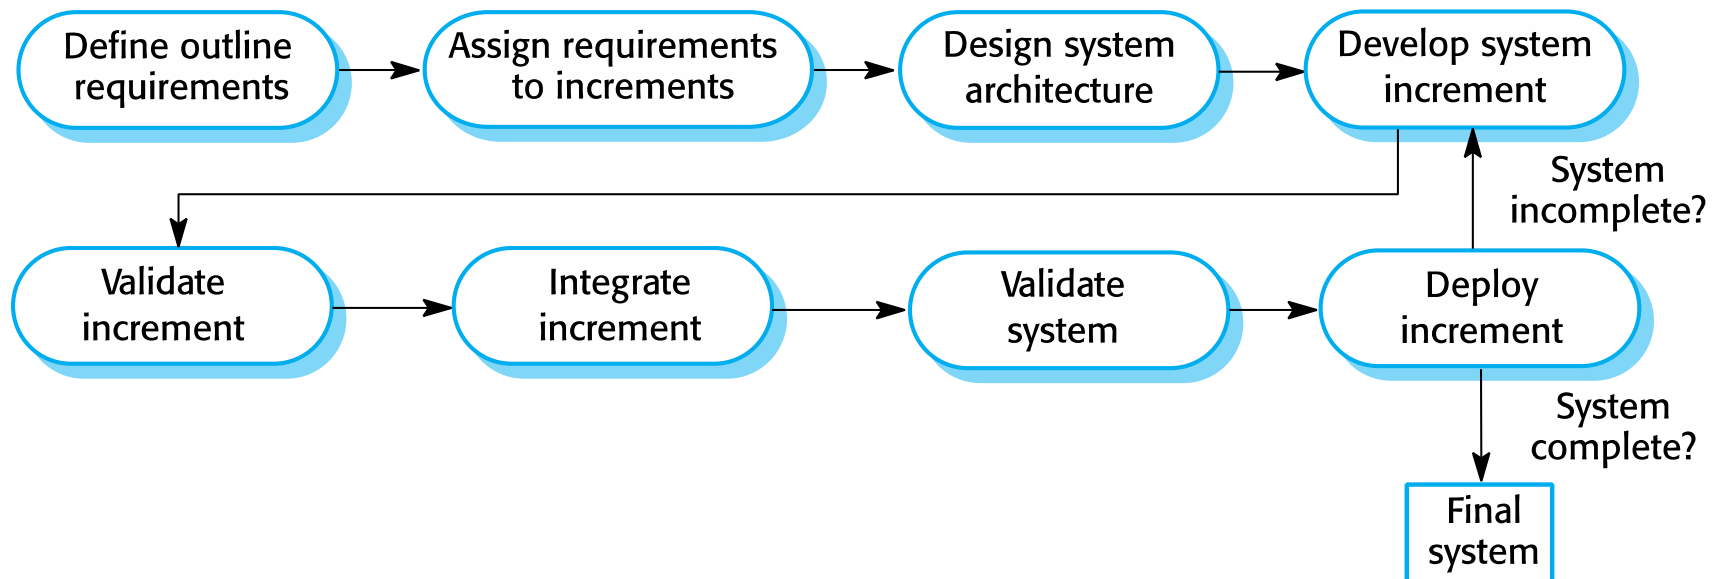 Define outline
requirements
Assign requirements
to increments
Design system
architecture
Develop system
increment
System
incomplete?
Validate
increment
Integrate
increment
Validate
system
Deploy
increment
System
complete?
Final
system